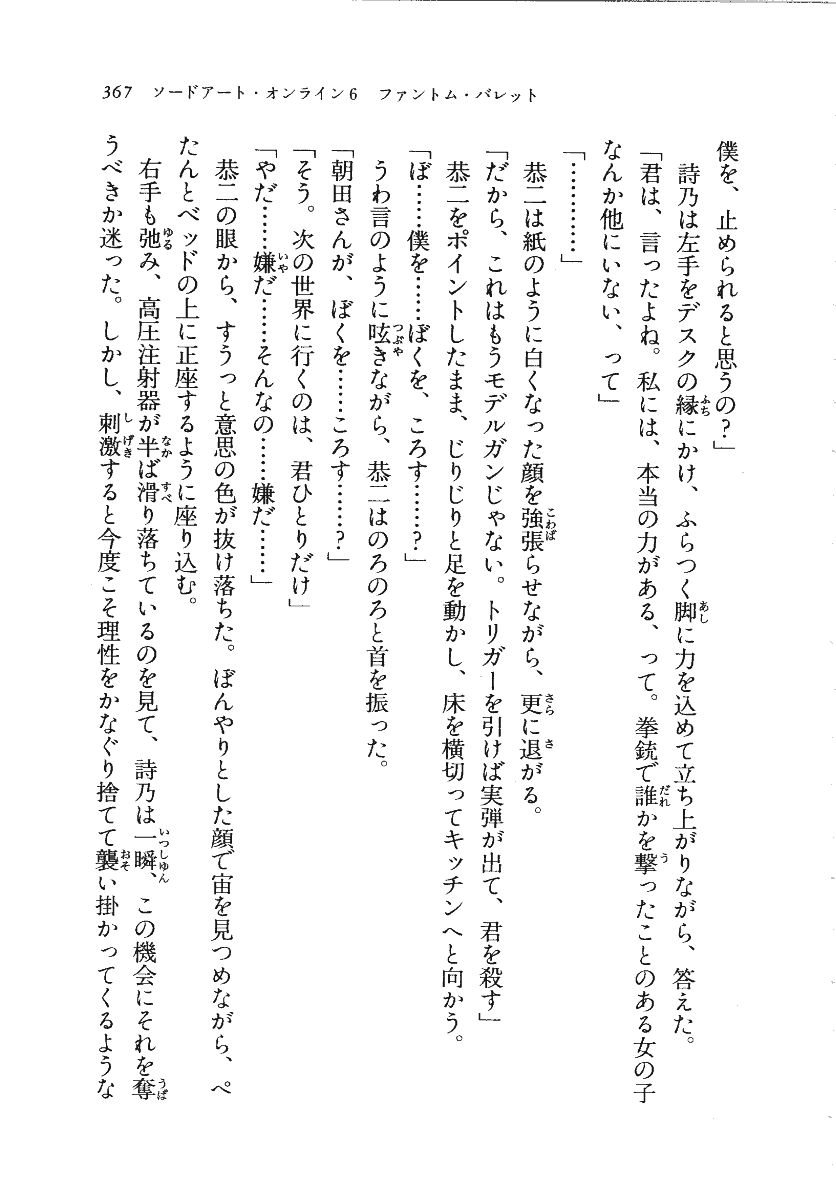 367 ソードアート・オンライン6 ファントム・バレット
僕を、止められると思うの?」
詩乃は左手をデスクの縁にかけ、ふらつく脚に力を込めて立ち上がりながら、答えた。
「君は、言ったよね。私には、本当の力がある、って。拳銃で誰かを撃ったことのある女の子
なんか他にいない、って」
「…………」
恭二は紙のように白くなった顔を強張らせながら、更に退がる。
「だから、これはもうモデルガンじゃない。トリガーを引けば実弾が出て、君を殺す」
恭二をポイントしたまま、じりじりと足を動かし、床を横切ってキッチンへと向かう。
「ぼ……僕を……ぼくを、ころす……?」
うわ言のように呟きながら、恭二はのろのろと首を振った。
「朝田さんが、ぼくを……ころす……?」
「そう。次の世界に行くのは、君ひとりだけ」
「やだ……嫌だ……そんなの……嫌だ……」
恭二の眼から、すうっと意思の色が抜け落ちた。ぼんやりとした顔で宙を見つめながら、ぺ
たんとベッドの上に正座するように座り込む。
右手も弛み、高圧注射器が半ば滑り落ちているのを見て、詩乃は一瞬、この機会にそれを奪
うべきか迷った。しかし、刺激すると今度こそ理性をかなぐり捨てて襲い掛かってくるような